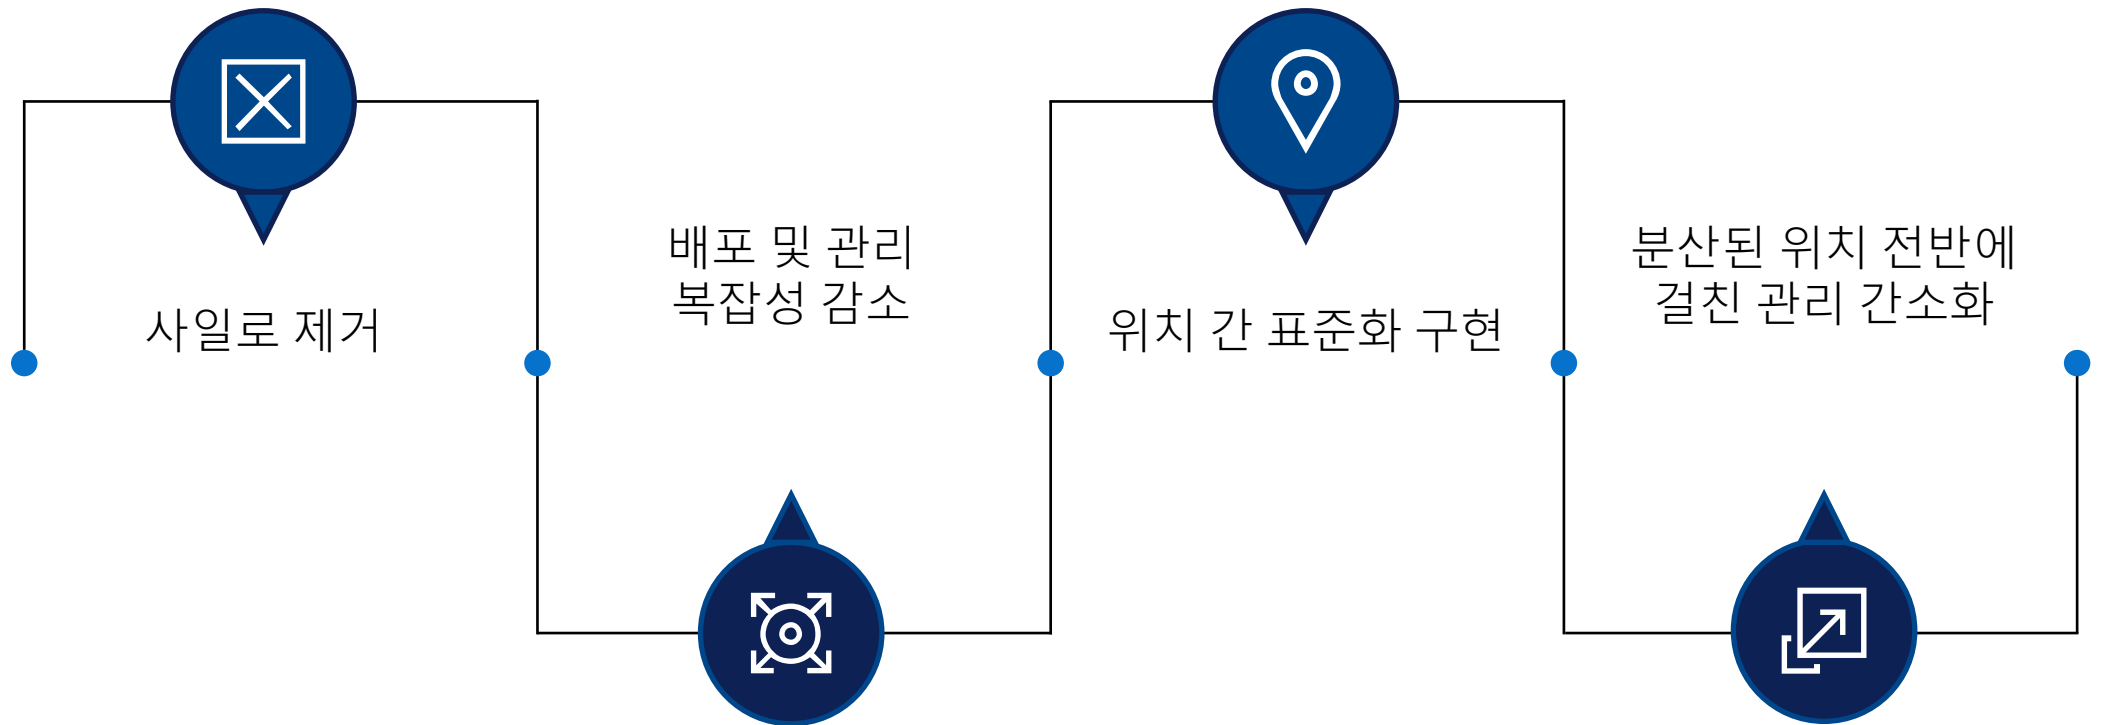 사일로 제거
배포 및 관리
복잡성 감소
위치 간 표준화 구현
분산된 위치 전반에
걸친 관리 간소화